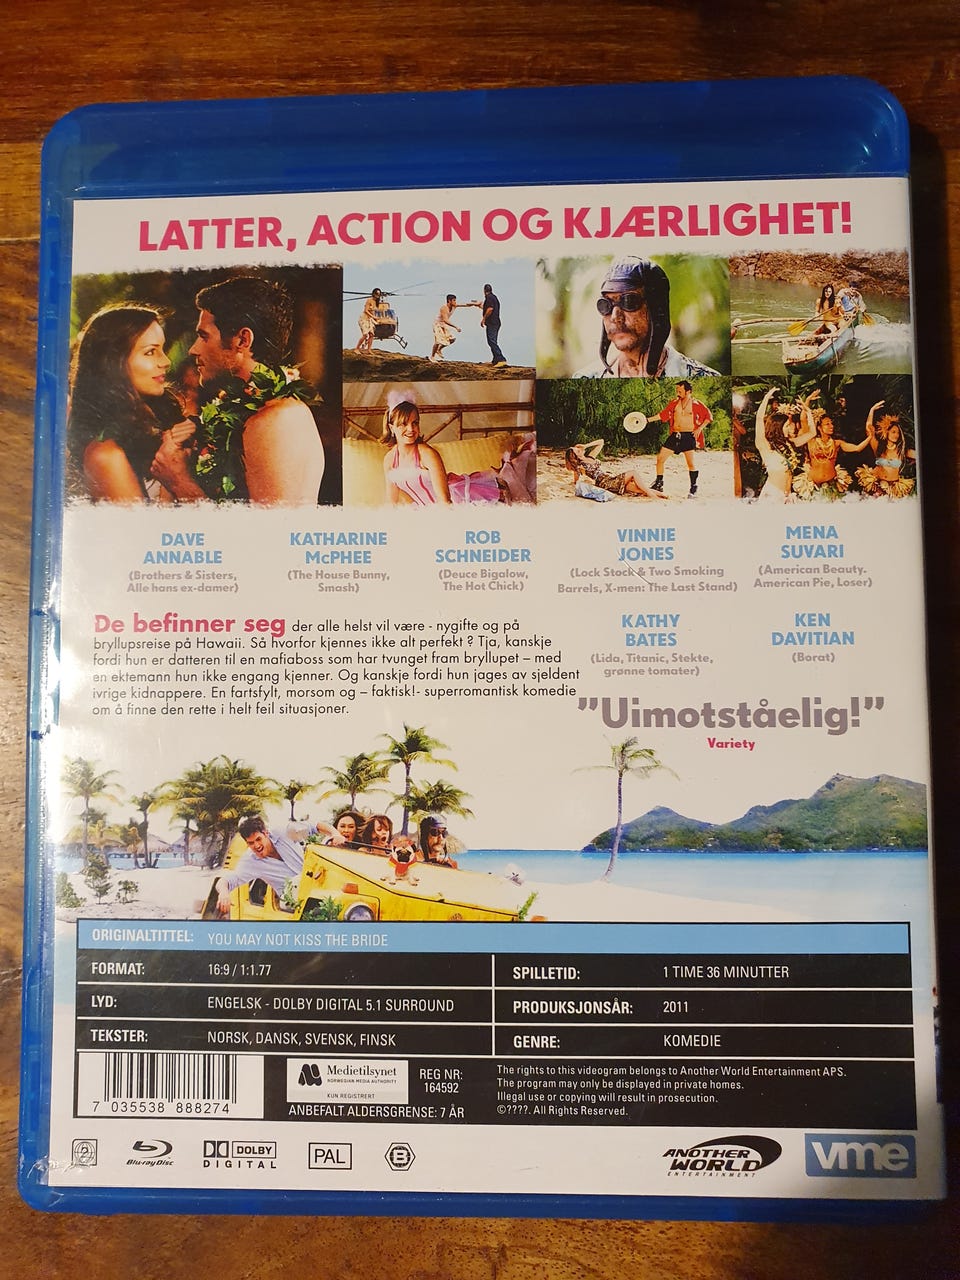 LATTER, ACTION OG KJÆRLIGHET!
DAVE
ANNABLE
(Brothers & Sisters,
Alle hans ex-damer)
KATHARINE
McPHEE
(The House Bunny,
Smash)
ROB
SCHNEIDER
(Deuce Bigalow,
The Hot Chick)
VINNIE
JONES
(Lock Stock & Two Smoking
Barrels, X-men: The Last Stand)
MENA
SUVARI
(American Beauty.
American Pie, Loser)
KATHY
BATES
(Lida, Titanic, Stekte,
grønne tomater)
KEN
DAVITIAN
(Borat)
De befinner seg der alle helst vil være - nygifte og på
bryllupsreise på Hawaii. Så hvorfor kjennes ikke alt perfekt ? Tja, kanskje
fordi hun er datteren til en mafiaboss som har tvunget fram bryllupet – med
en ektemann hun ikke engang kjenner. Og kanskje fordi hun jages av sjeldent
ivrige kidnappere. En fartsfylt, morsom og – faktisk!- superromantisk komedie
om å finne den rette i helt feil situasjoner.
”Uimotståelig!”
Variety
ORIGINALTITTEL: YOU MAY NOT KISS THE BRIDE
FORMAT: 16:9 / 1:1.77
SPILLETID: 1 TIME 36 MINUTTER
LYD: ENGELSK - DOLBY DIGITAL 5.1 SURROUND
PRODUKSJONSÅR: 2011
TEKSTER: NORSK, DANSK, SVENSK, FINSK
GENRE: KOMEDIE
7 035538 888274
Medietilsynet
NORWEGIAN MEDIA AUTHORITY
KUN REGISTRERT
REG NR:
164592
ANBEFALT ALDERSGRENSE: 7 ÅR
The rights to this videogram belongs to Another World Entertainment APS.
The program may only be displayed in private homes.
Illegal use or copying will result in prosecution.
©????. All Rights Reserved.
2
Blu-ray Disc
DOLBY
DIGITAL
PAL
B
ANOTHER
WORLD
ENTERTAINMENT
vme